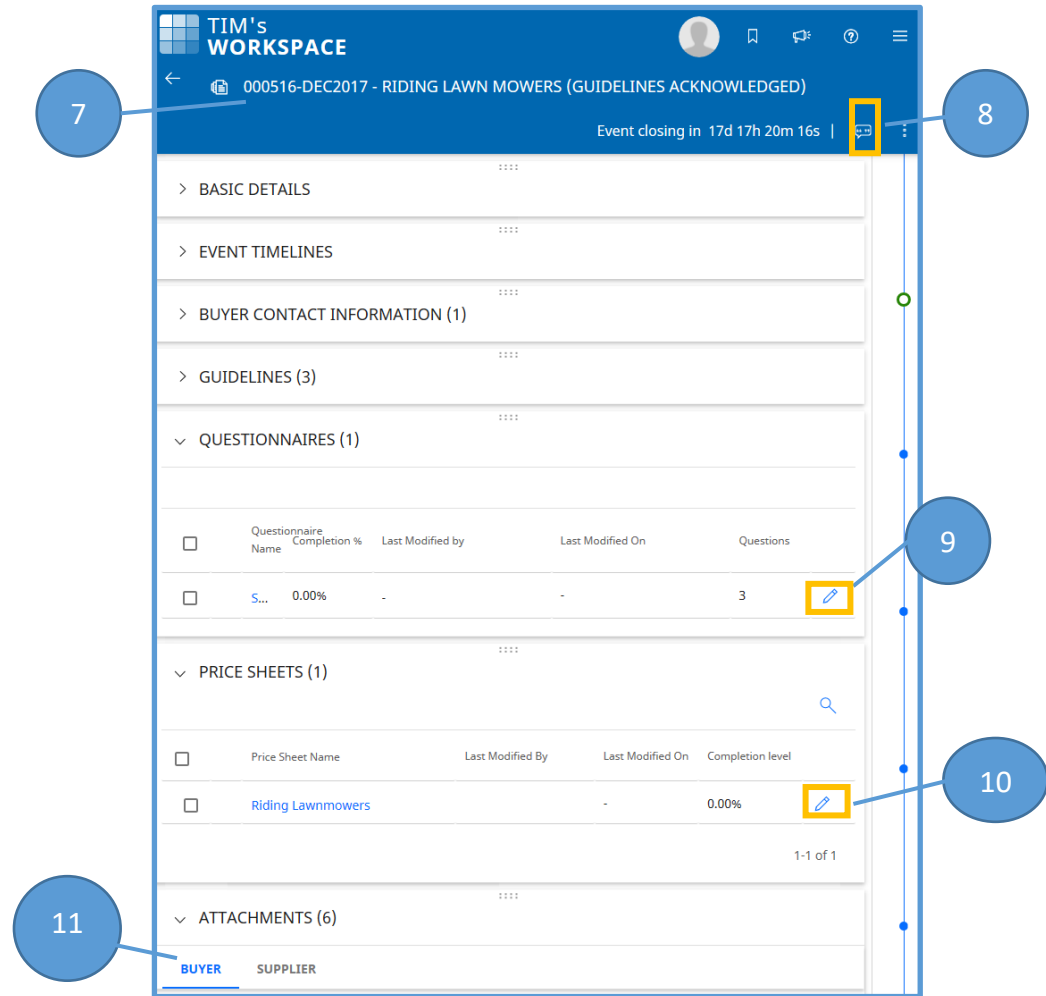 TIM's
WORKSPACE
000516-DEC2017 - RIDING LAWN MOWERS (GUIDELINES ACKNOWLEDGED)
7
8
Event closing in 17d 17h 20m 16s |
BASIC DETAILS
EVENT TIMELINES
BUYER CONTACT INFORMATION (1)
GUIDELINES (3)
QUESTIONNAIRES (1)
Questionnaire
Name Completion % Last Modified by Last Modified On Questions
9
S... 0.00% - - 3
PRICE SHEETS (1)
Price Sheet Name Last Modified By Last Modified On Completion level
10
Riding Lawnmowers - 0.00%
1-1 of 1
ATTACHMENTS (6)
11
BUYER SUPPLIER